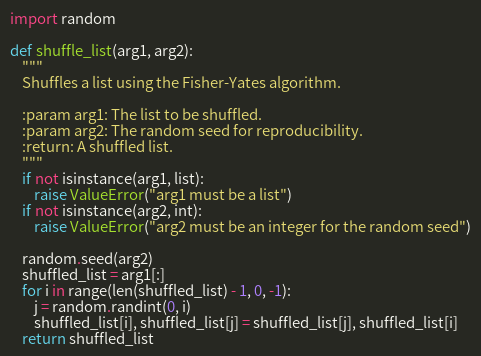 import random

def shuffle_list(arg1, arg2):
    """
    Shuffles a list using the Fisher-Yates algorithm.

    :param arg1: The list to be shuffled.
    :param arg2: The random seed for reproducibility.
    :return: A shuffled list.
    """
    if not isinstance(arg1, list):
        raise ValueError("arg1 must be a list")
    if not isinstance(arg2, int):
        raise ValueError("arg2 must be an integer for the random seed")

    random.seed(arg2)
    shuffled_list = arg1[:]
    for i in range(len(shuffled_list) - 1, 0, -1):
        j = random.randint(0, i)
        shuffled_list[i], shuffled_list[j] = shuffled_list[j], shuffled_list[i]
    return shuffled_list